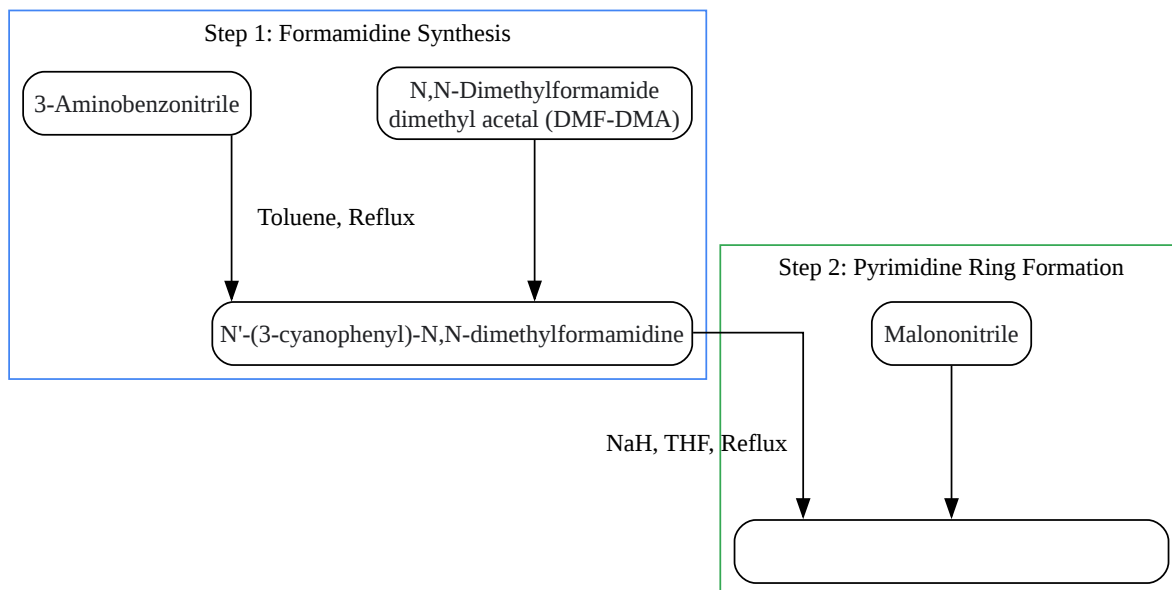 Step 1: Formamidine Synthesis
3-Aminobenzonitrile
N,N-Dimethylformamide
dimethyl acetal (DMF-DMA)
Toluene, Reflux
N'-(3-cyanophenyl)-N,N-dimethylformamidine
Step 2: Pyrimidine Ring Formation
Malononitrile
NaH, THF, Reflux